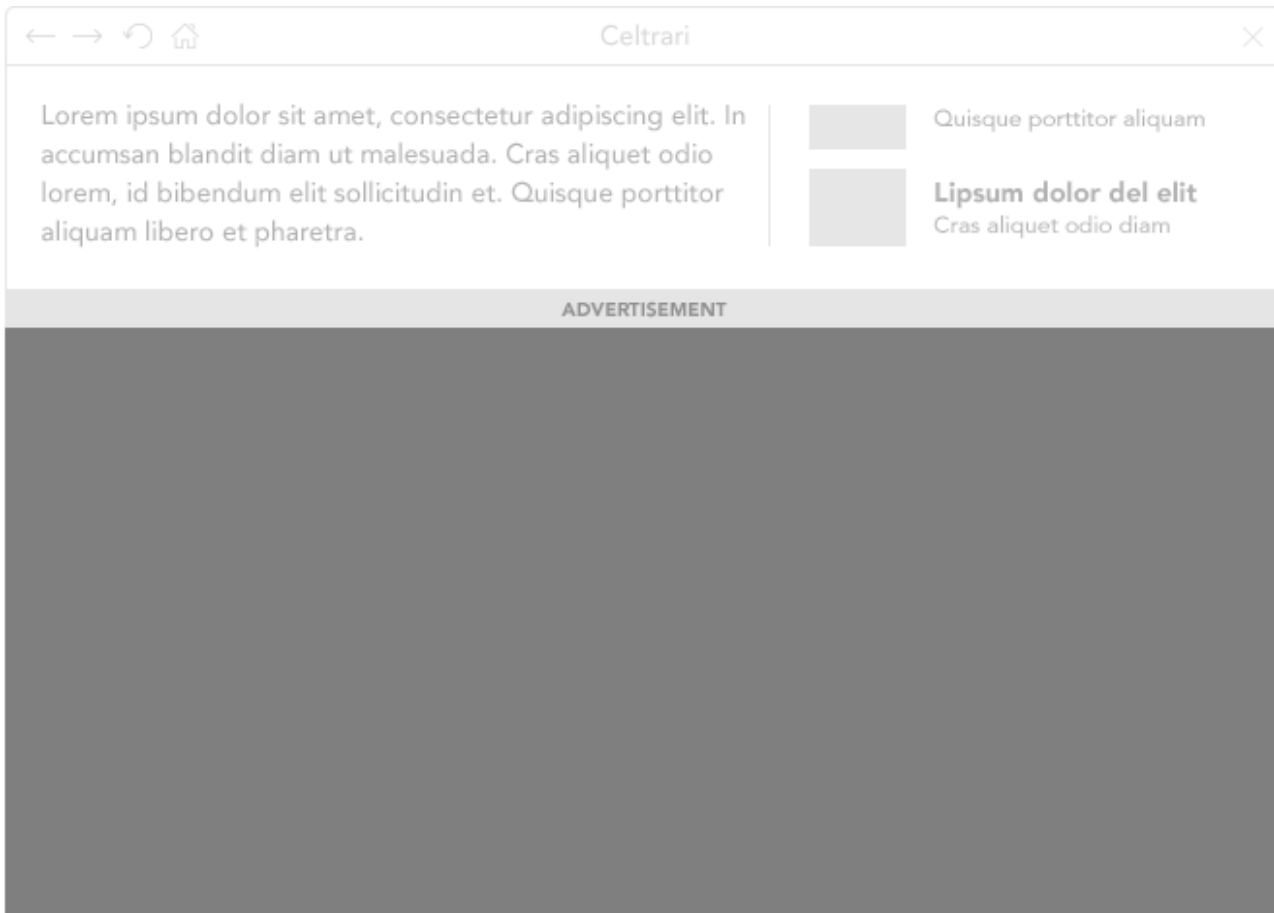 Celtrari
Lorem ipsum dolor sit amet, consectetur adipiscing elit. In
accumsan blandit diam ut malesuada. Cras aliquet odio
lorem, id bibendum elit sollicitudin et. Quisque porttitor
aliquam libero et pharetra.
Quisque porttitor aliquam
Lipsum dolor del elit
Cras aliquet odio diam
ADVERTISEMENT